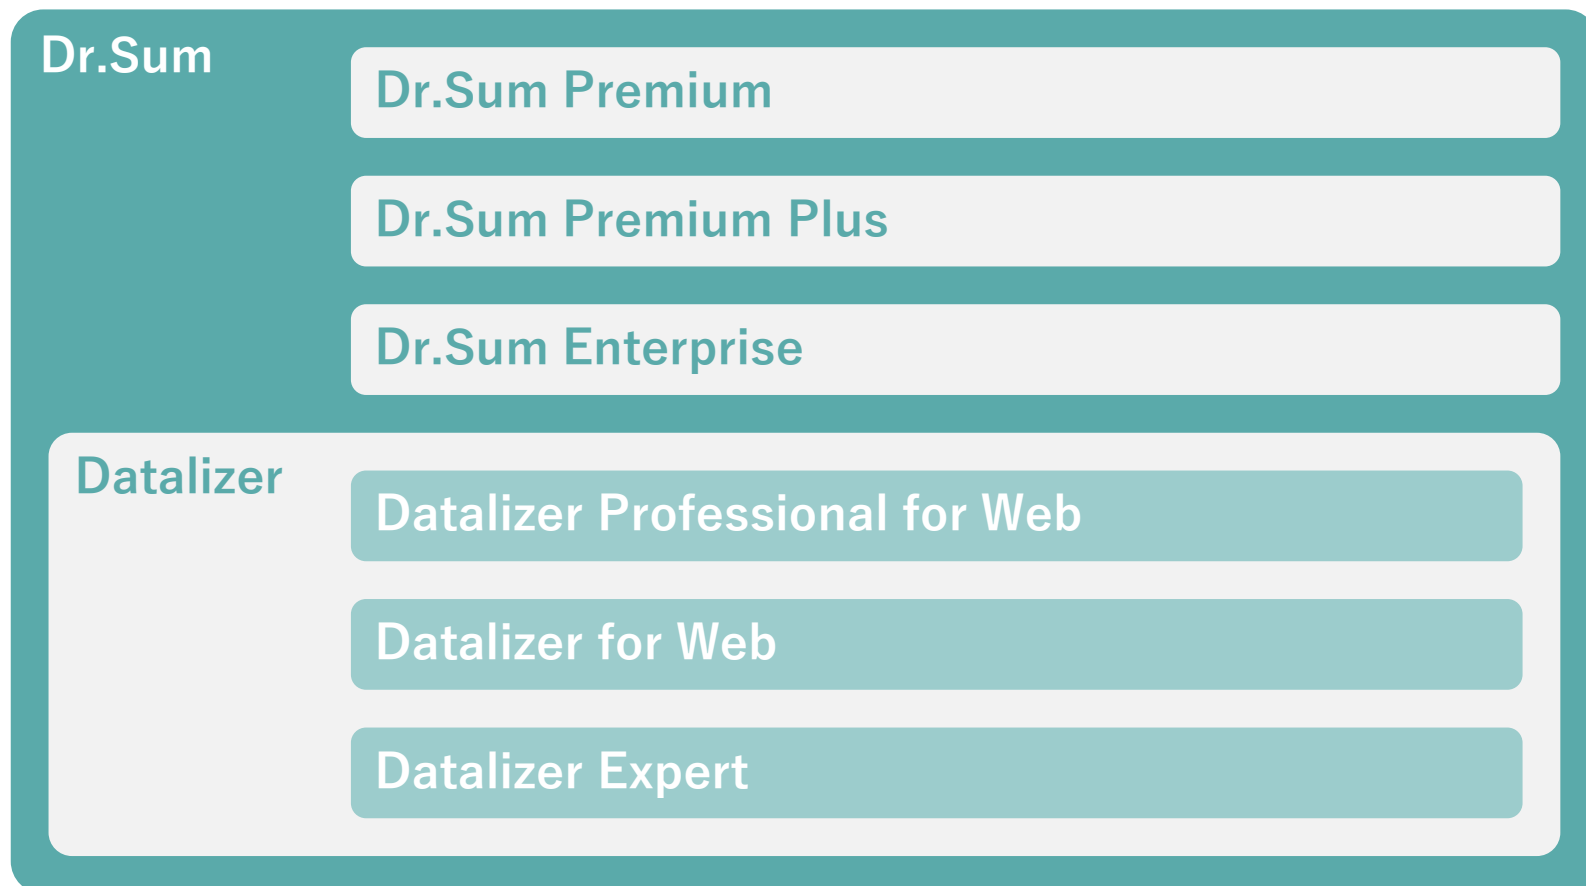 Dr.Sum
Dr.Sum Premium
Dr.Sum Premium Plus
Dr.Sum Enterprise
Datalizer
Datalizer Professional for Web
Datalizer for Web
Datalizer Expert